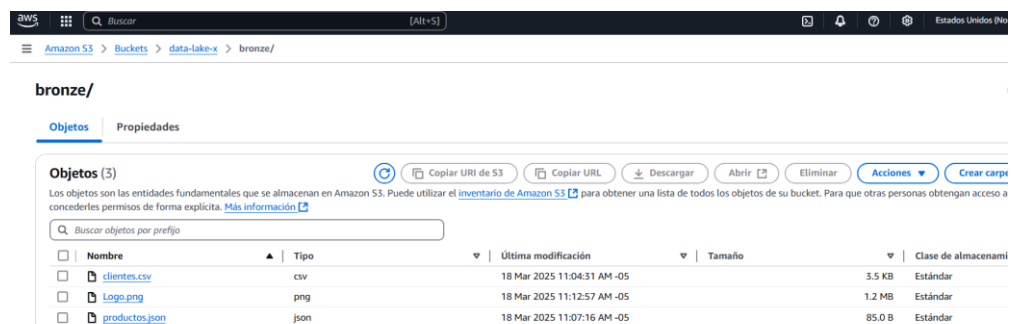 aws Buscar [Alt+S] Estados Unidos (No
Amazon S3 > Buckets > data-lake-x > bronze/
bronze/
Objetos Propiedades
Objetos (3) Copiar URI de S3 Copiar URL Descargar Abrir Eliminar Acciones ▼ Crear carpe
Los objetos son las entidades fundamentales que se almacenan en Amazon S3. Puede utilizar el inventario de Amazon S3 para obtener una lista de todos los objetos de su bucket. Para que otras personas obtengan acceso a
concederles permisos de forma explícita. Más información
Buscar objetos por prefijo
Nombre Tipo Última modificación Tamaño Clase de almacenami
clientes.csv csv 18 Mar 2025 11:04:31 AM -05 3.5 KB Estándar
Logo.png png 18 Mar 2025 11:12:57 AM -05 1.2 MB Estándar
productos.json json 18 Mar 2025 11:07:16 AM -05 85.0 B Estándar